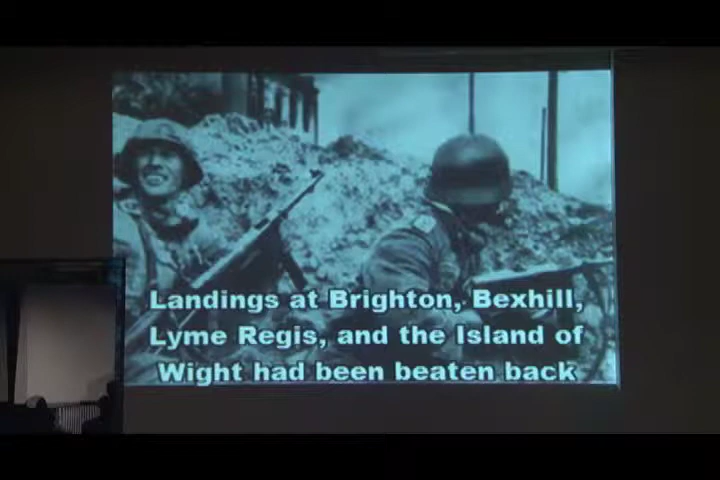 Landings at Brighton, Bexhill,
Lyme Regis, and the Island of
Wight had been beaten back